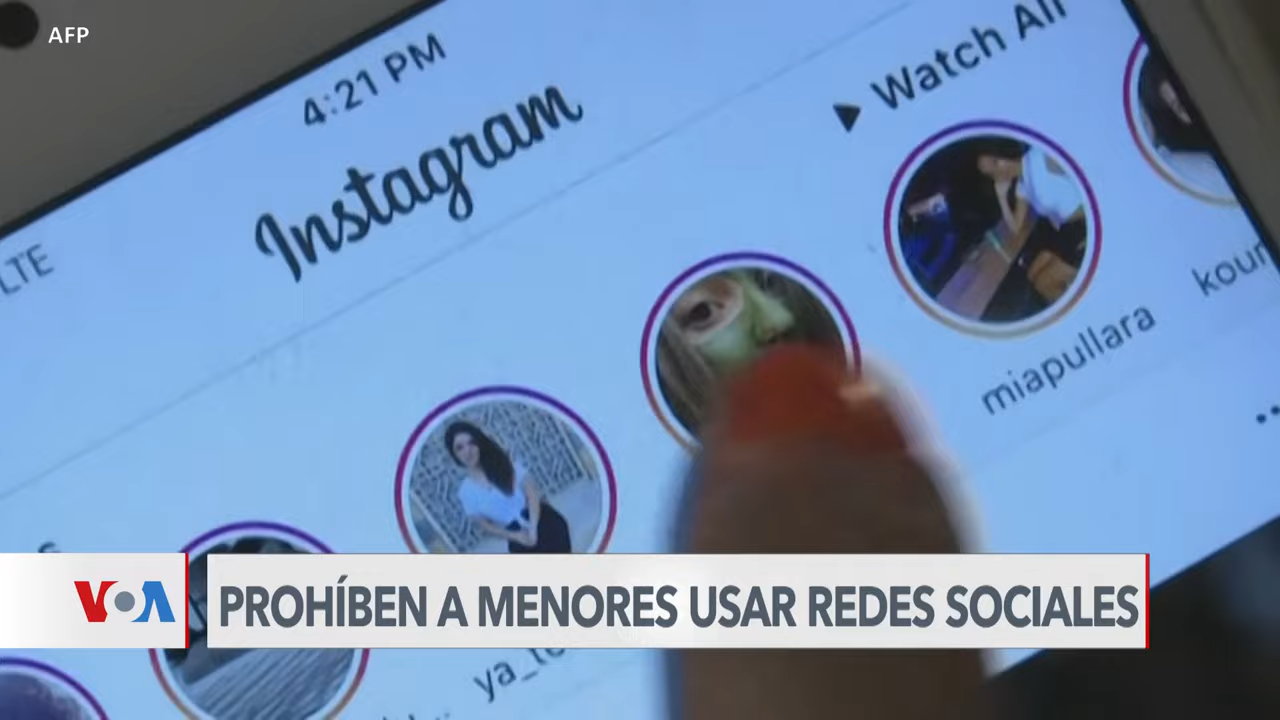 AFP
4:21 PM
LTE
Instagram
Watch All
miapullara
VOA
PROHÍBEN A MENORES USAR REDES SOCIALES